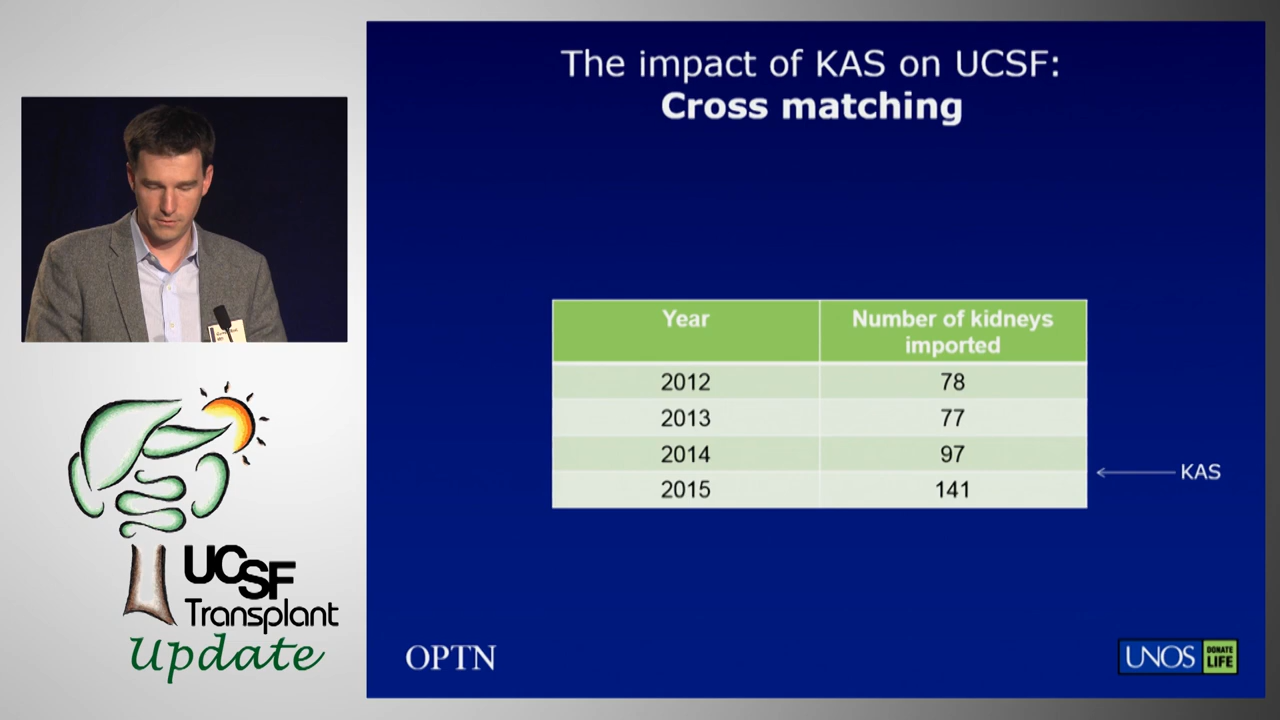 The impact of KAS on UCSF:
Cross matching
Year Number of kidneys
imported
2012 78
2013 77
2014 97
2015 141
KAS
UCSF
Transplant
Update
OPTN
UNOS DONATE
LIFE